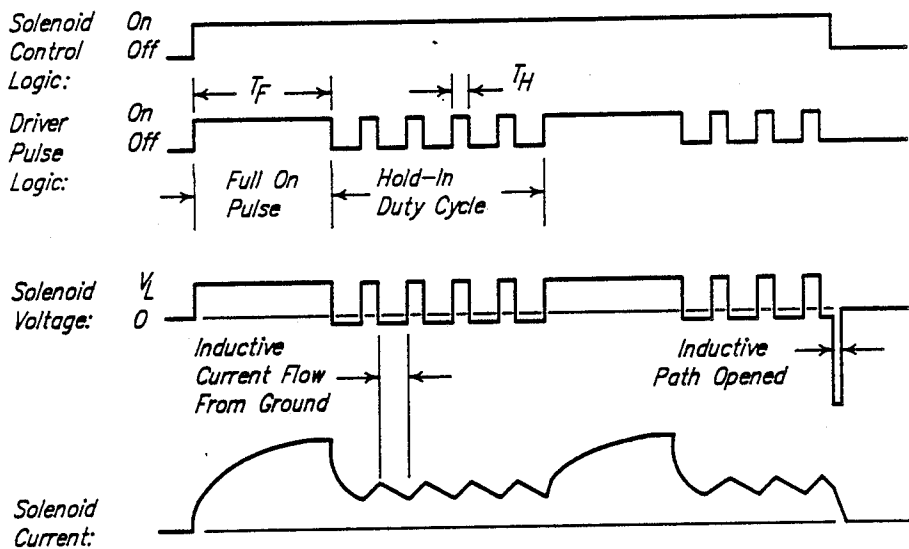 Solenoid
Control
Logic:
On
Off
T_F
T_H
Driver
Pulse
Logic:
On
Off
Full On
Pulse
Hold-In
Duty Cycle
Solenoid
Voltage:
V_L
0
Inductive
Current Flow
From Ground
Inductive
Path Opened
Solenoid
Current: